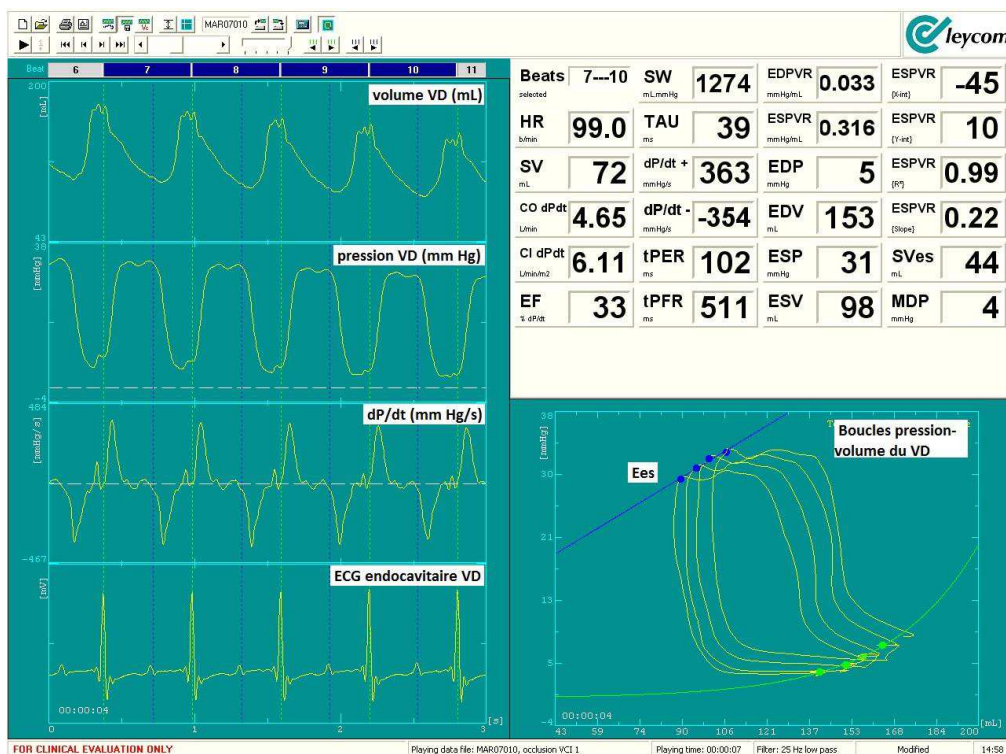 MAR07010
leycom
Beat 6 7 8 9 10 11
200
[mL]
volume VD (mL)
43
38
[mmHg]
pression VD (mm Hg)
-4
484
[mmHg/s]
dP/dt (mm Hg/s)
-467
[mV]
ECG endocavitaire VD
00:00:04
0 1 2 3
[s]
Beats selected 7---10 SW mL.mmHg 1274 EDPVR mmHg/mL 0.033 ESPVR {X-int} -45
HR b/min 99.0 TAU ms 39 ESPVR mmHg/mL 0.316 ESPVR {Y-int} 10
SV mL 72 dP/dt + mmHg/s 363 EDP mmHg 5 ESPVR {R²} 0.99
CO dPdt L/min 4.65 dP/dt - mmHg/s -354 EDV mL 153 ESPVR {Slope} 0.22
CI dPdt L/min/m2 6.11 tPER ms 102 ESP mmHg 31 SVes mL 44
EF % dP/dt 33 tPFR ms 511 ESV mL 98 MDP mmHg 4
38
[mmHg]
30
21
13
5
-4
Boucles pression-
volume du VD
Ees
00:00:04
43 59 74 90 106 121 137 153 168 184 200
[mL]
FOR CLINICAL EVALUATION ONLY
Playing data file: MAR07010, occlusion VCI 1
Playing time: 00:00:07
Filter: 25 Hz low pass
Modified
14:58